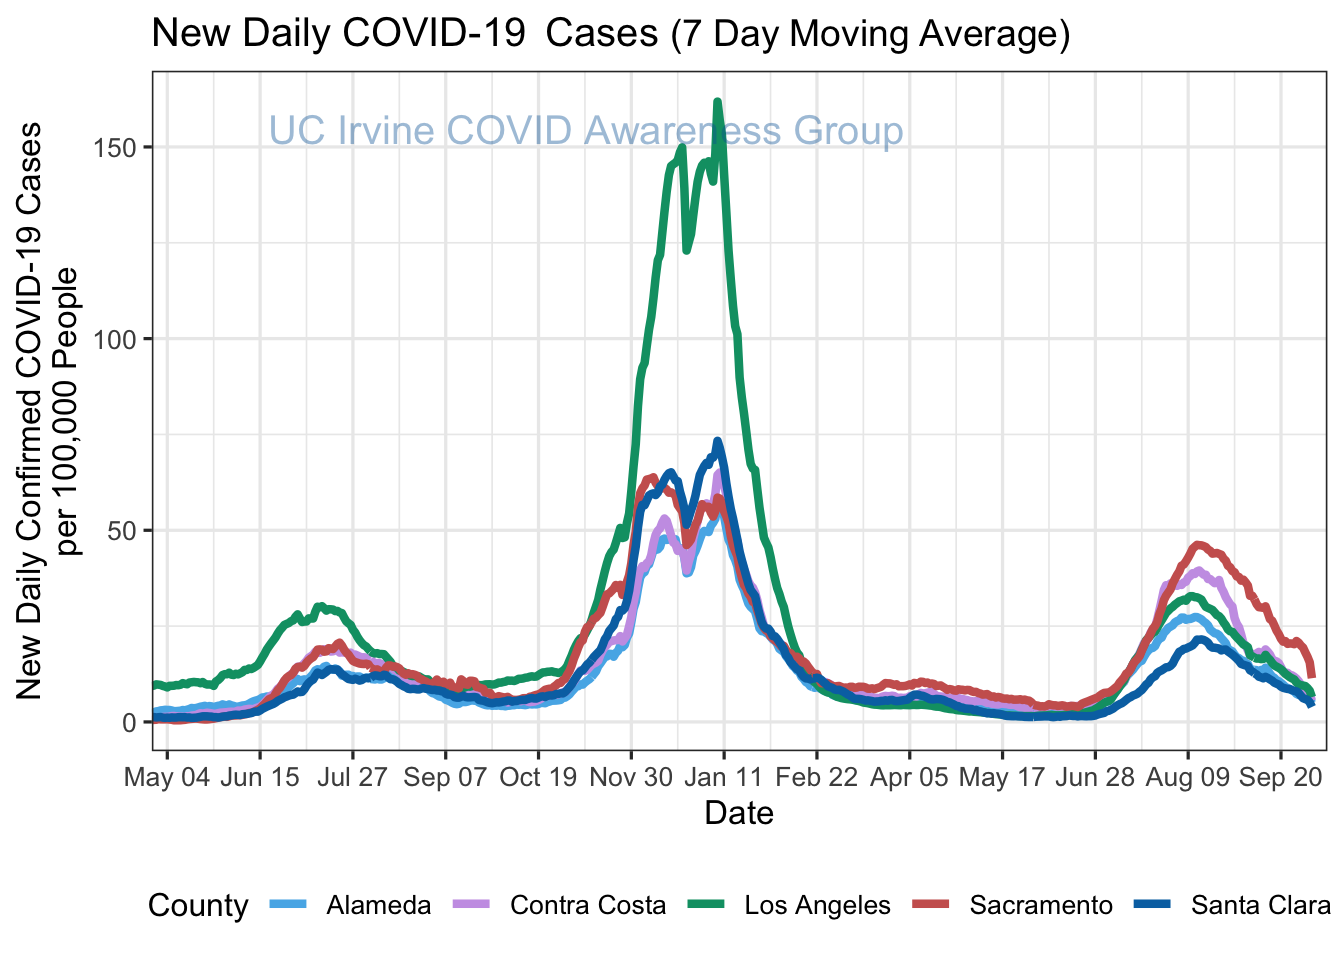 New Daily COVID-19 Cases (7 Day Moving Average)
UC Irvine COVID Awareness Group
New Daily Confirmed COVID-19 Cases
per 100,000 People
150
100
50
0
May 04 Jun 15 Jul 27 Sep 07 Oct 19 Nov 30 Jan 11 Feb 22 Apr 05 May 17 Jun 28 Aug 09 Sep 20
Date
County Alameda Contra Costa Los Angeles Sacramento Santa Clara